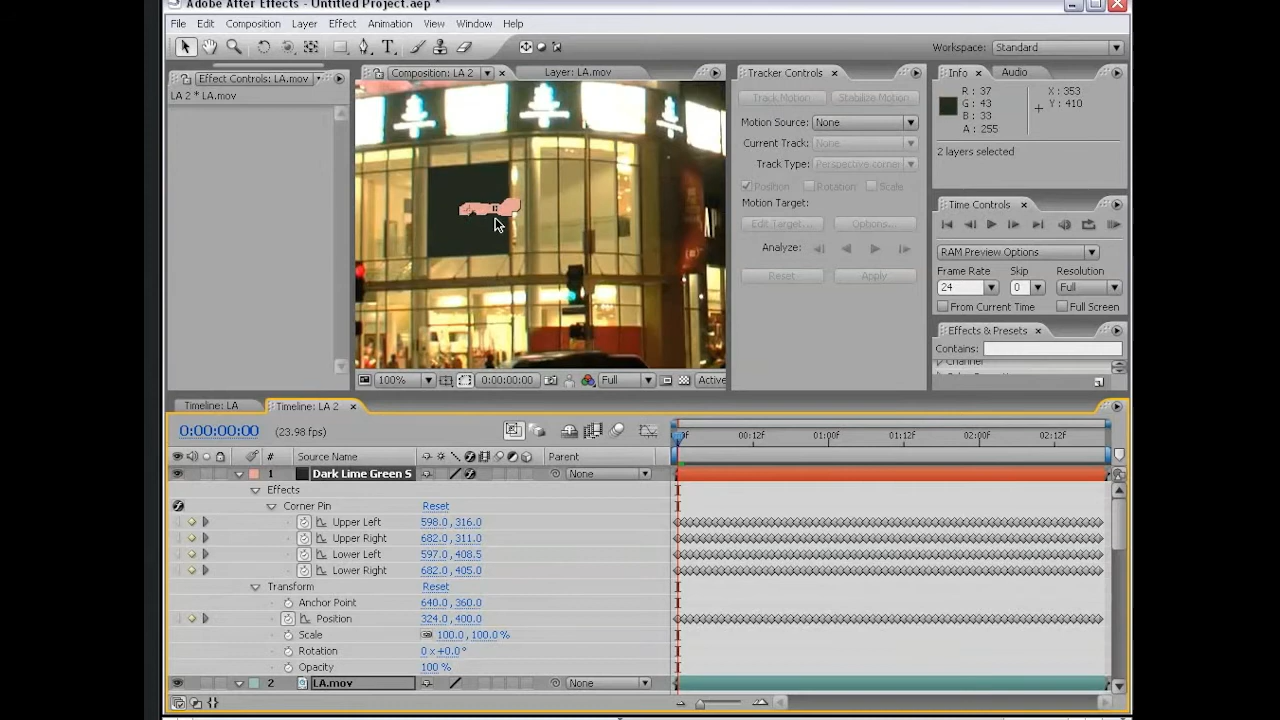 Adobe After Effects - Untitled Project.aep *
File Edit Composition Layer Effect Animation View Window Help
Workspace: Standard
Effect Controls: LA.mov
LA 2 * LA.mov
Composition: LA 2
Layer: LA.mov
100%
0:00:00:00
Full
Active
Tracker Controls
Track Motion Stabilize Motion
Motion Source: None
Current Track: None
Track Type: Perspective corner
Position Rotation Scale
Motion Target:
Edit Target... Options...
Analyze:
Reset Apply
Info Audio
R : 37 X : 353
G : 43 Y : 410
B : 33
A : 255
2 layers selected
Time Controls
RAM Preview Options
Frame Rate Skip Resolution
24 0 Full
From Current Time Full Screen
Effects & Presets
Contains:
Channel
Timeline: LA Timeline: LA 2
0:00:00:00 (23.98 fps)
00:12f 01:00f 01:12f 02:00f 02:12f
# Source Name Parent
1 Dark Lime Green S None
Effects
Corner Pin Reset
Upper Left 598.0, 316.0
Upper Right 682.0, 311.0
Lower Left 597.0, 408.5
Lower Right 682.0, 405.0
Transform Reset
Anchor Point 640.0, 360.0
Position 324.0, 400.0
Scale 100.0, 100.0%
Rotation 0 x+0.0°
Opacity 100 %
2 LA.mov None